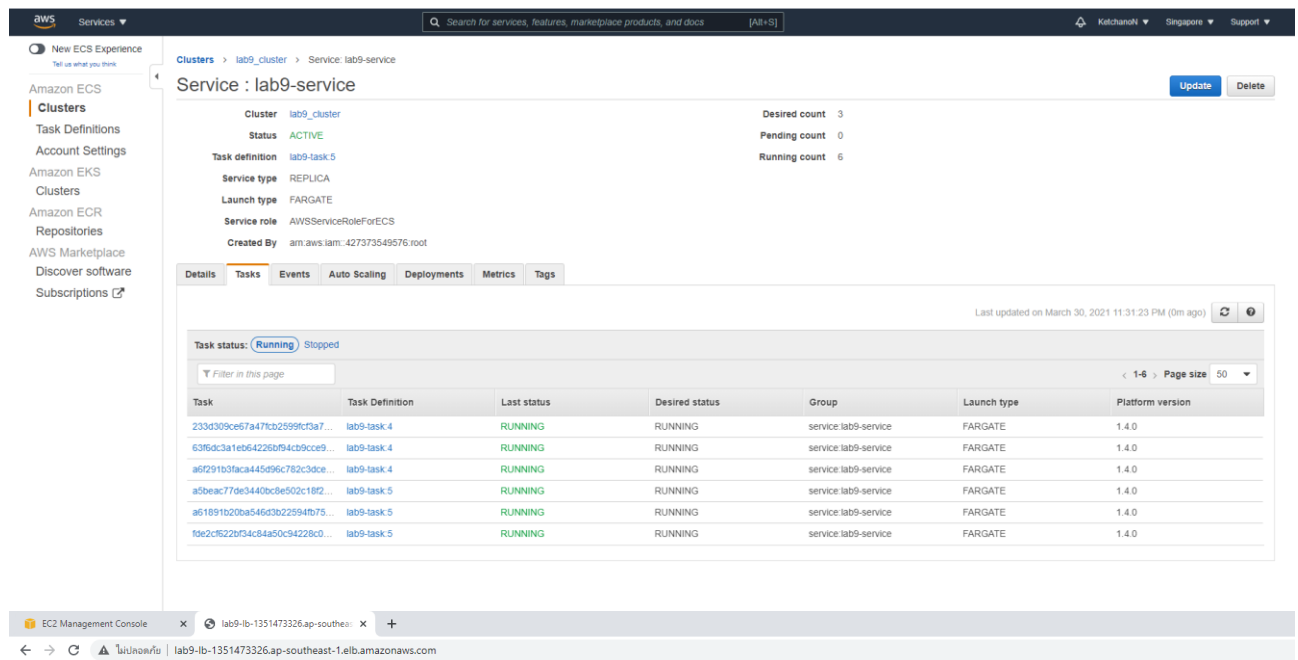 aws Services ▼ Search for services, features, marketplace products, and docs [Alt+S] KetchanoN ▼ Singapore ▼ Support ▼
New ECS Experience
Tell us what you think
Amazon ECS
Clusters
Task Definitions
Account Settings
Amazon EKS
Clusters
Amazon ECR
Repositories
AWS Marketplace
Discover software
Subscriptions
Clusters > lab9_cluster > Service: lab9-service
Service : lab9-service Update Delete
Cluster lab9_cluster Desired count 3
Status ACTIVE Pending count 0
Task definition lab9-task:5 Running count 6
Service type REPLICA
Launch type FARGATE
Service role AWSServiceRoleForECS
Created By arn:aws:iam::427373549576:root
Details Tasks Events Auto Scaling Deployments Metrics Tags
Last updated on March 30, 2021 11:31:23 PM (0m ago)
Task status: Running Stopped
Filter in this page < 1-6 > Page size 50
Task Task Definition Last status Desired status Group Launch type Platform version
233d309ce67a47fcb2599fcf3a7... lab9-task:4 RUNNING RUNNING service:lab9-service FARGATE 1.4.0
63f6dc3a1eb64226bf94cb9cce9... lab9-task:4 RUNNING RUNNING service:lab9-service FARGATE 1.4.0
a6f291b3faca445d96c782c3dce... lab9-task:4 RUNNING RUNNING service:lab9-service FARGATE 1.4.0
a5beac77de3440bc8e502c18f2... lab9-task:5 RUNNING RUNNING service:lab9-service FARGATE 1.4.0
a61891b20ba546d3b22594fb75... lab9-task:5 RUNNING RUNNING service:lab9-service FARGATE 1.4.0
fde2cf622bf34c84a50c94228c0... lab9-task:5 RUNNING RUNNING service:lab9-service FARGATE 1.4.0
EC2 Management Console × lab9-lb-1351473326.ap-southeas × +
ไม่ปลอดภัย | lab9-lb-1351473326.ap-southeast-1.elb.amazonaws.com